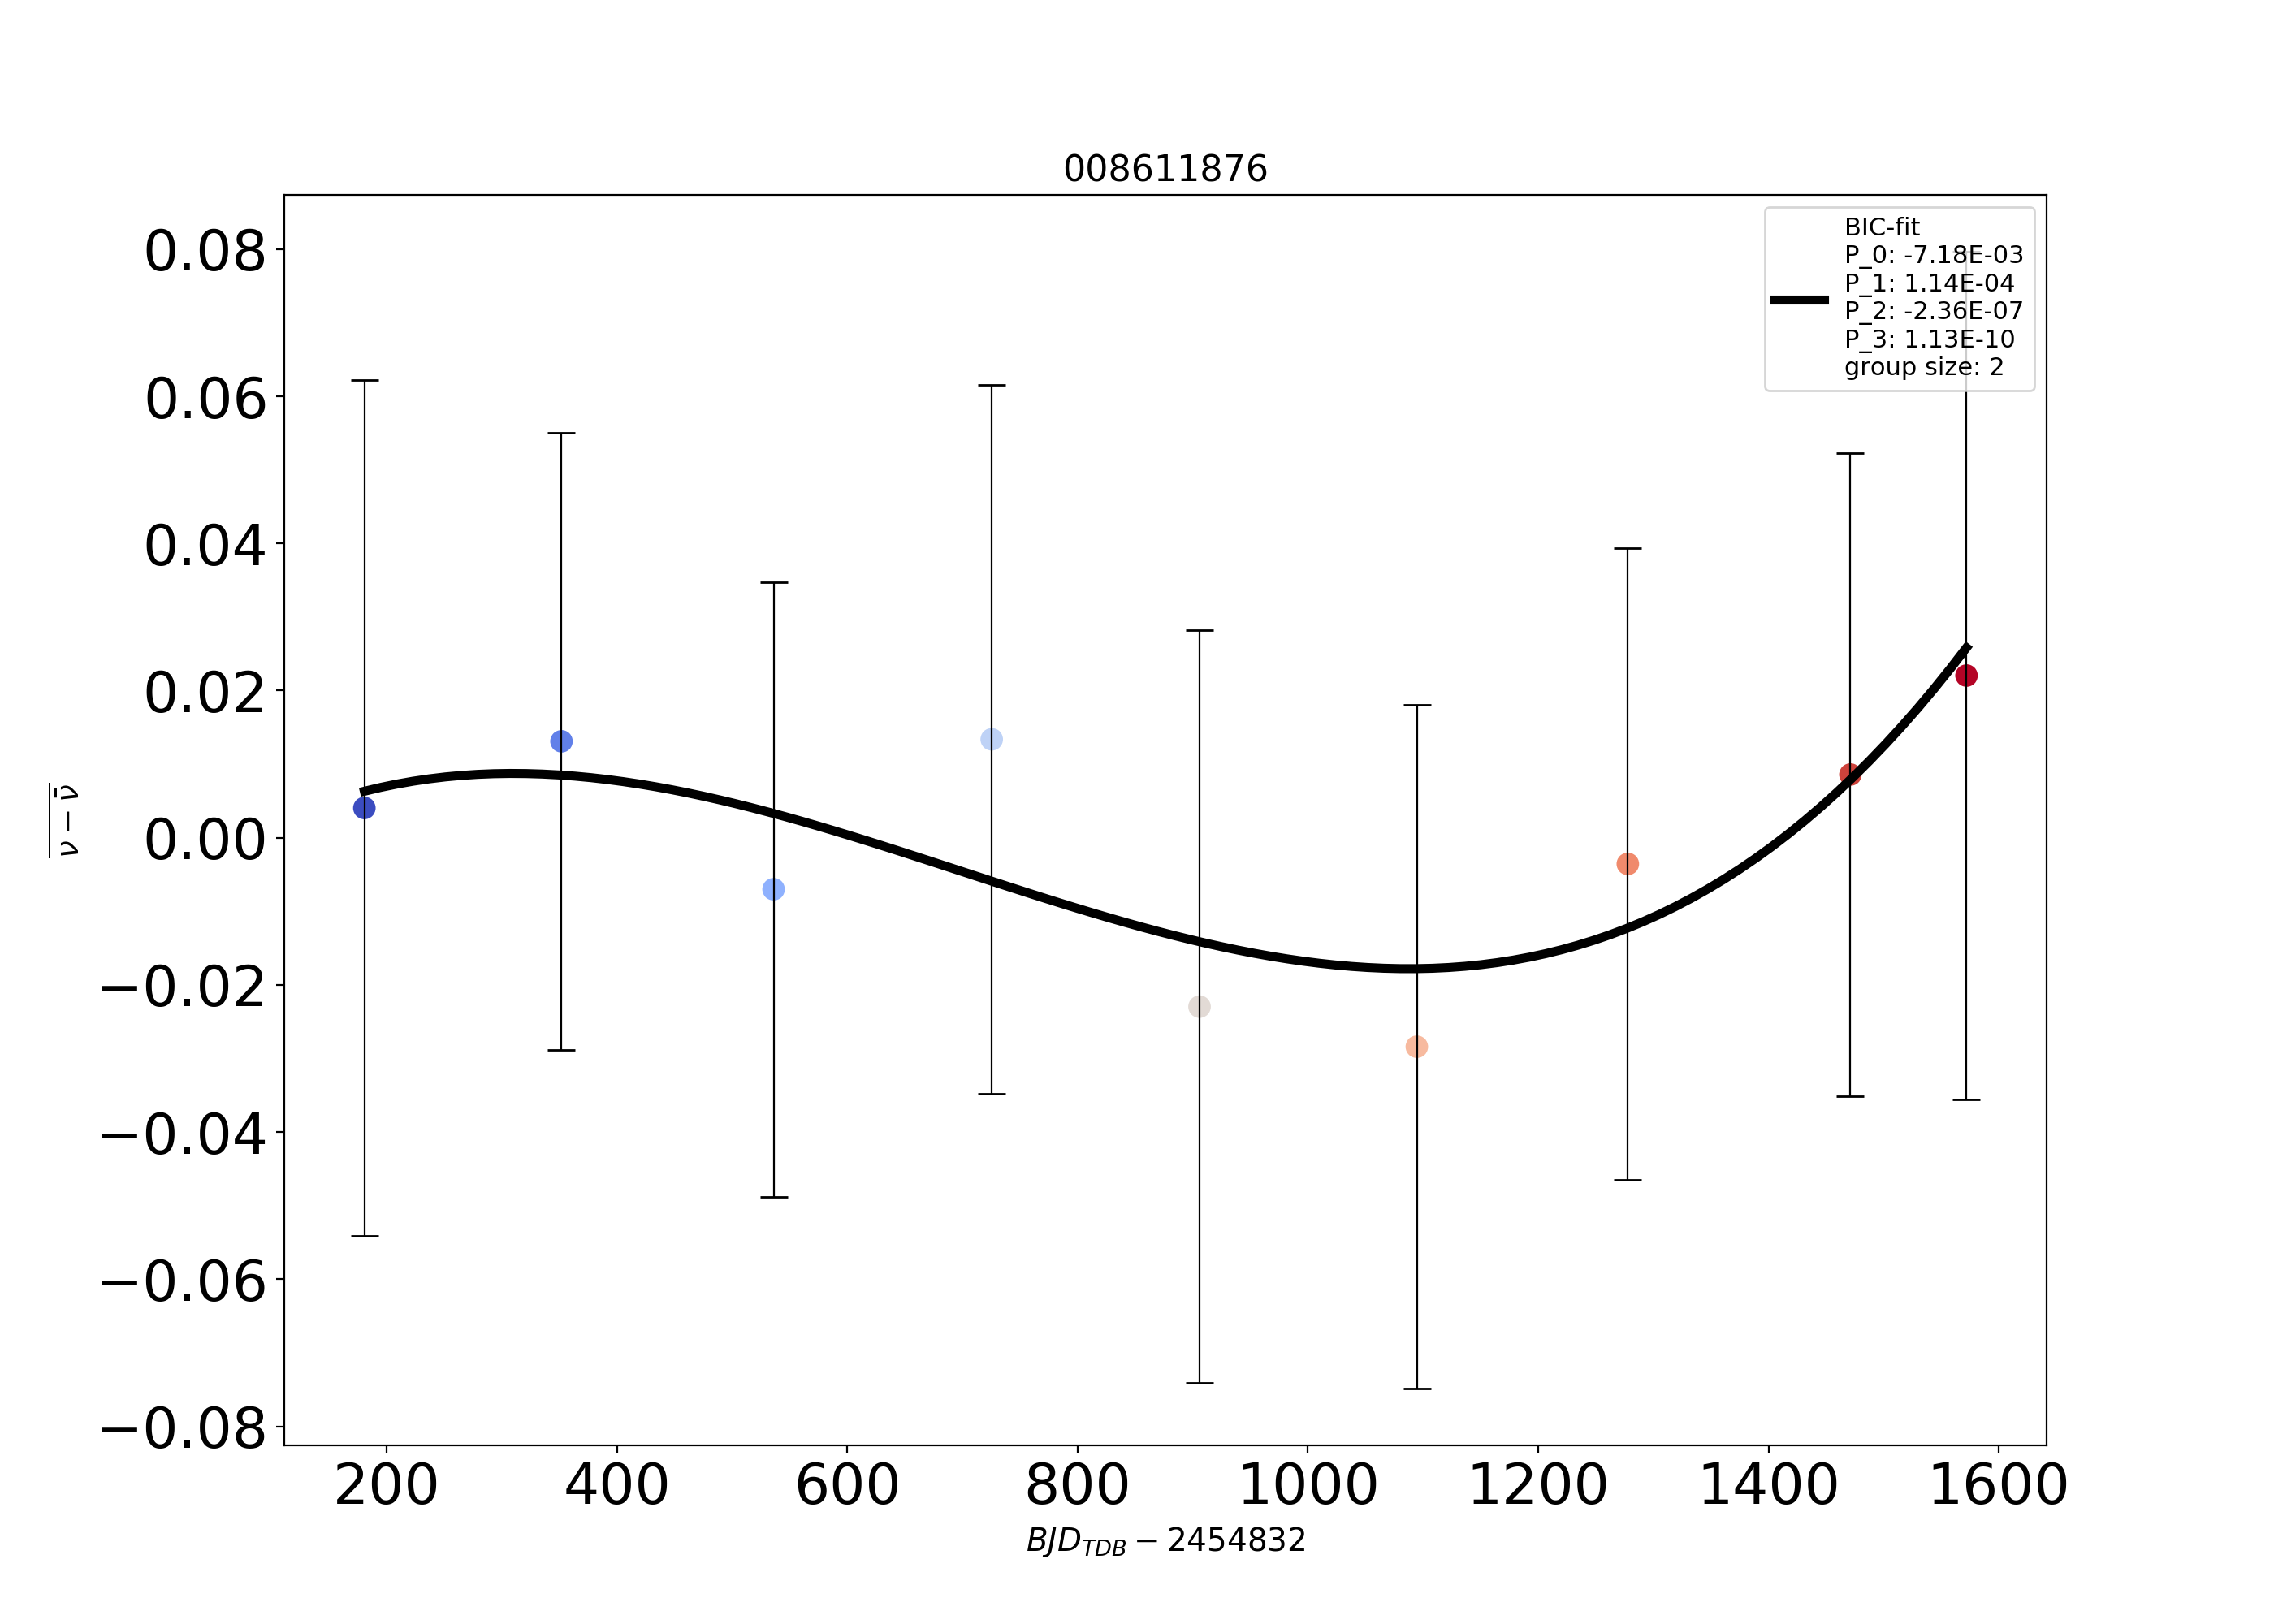 008611876
BIC-fit
P_0: -7.18E-03
P_1: 1.14E-04
P_2: -2.36E-07
P_3: 1.13E-10
group size: 2
0.08
0.06
0.04
0.02
0.00
−0.02
−0.04
−0.06
−0.08
ν − ν̄
200 400 600 800 1000 1200 1400 1600
BJD_TDB − 2454832